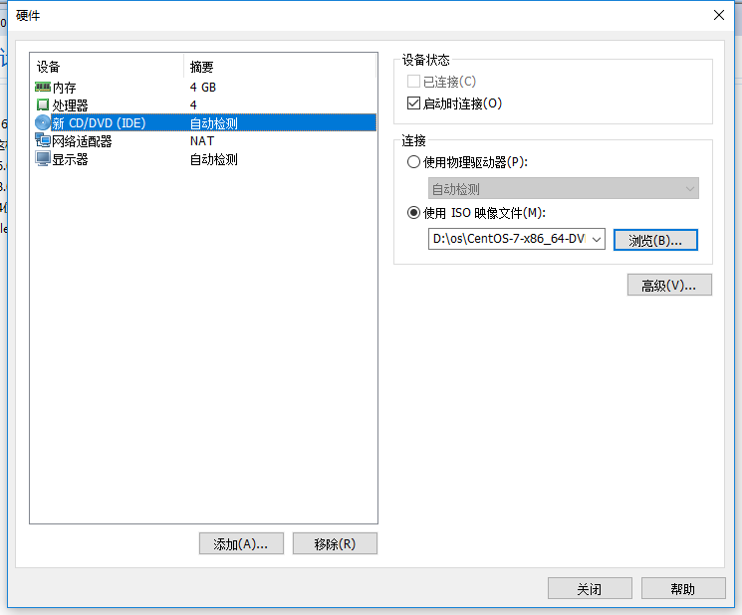 硬件
设备 摘要
内存 4 GB
处理器 4
新 CD/DVD (IDE) 自动检测
网络适配器 NAT
显示器 自动检测
添加(A)...
移除(R)
设备状态
已连接(C)
启动时连接(O)
连接
使用物理驱动器(P):
自动检测
使用 ISO 映像文件(M):
D:\os\CentOS-7-x86_64-DV
浏览(B)...
高级(V)...
关闭
帮助